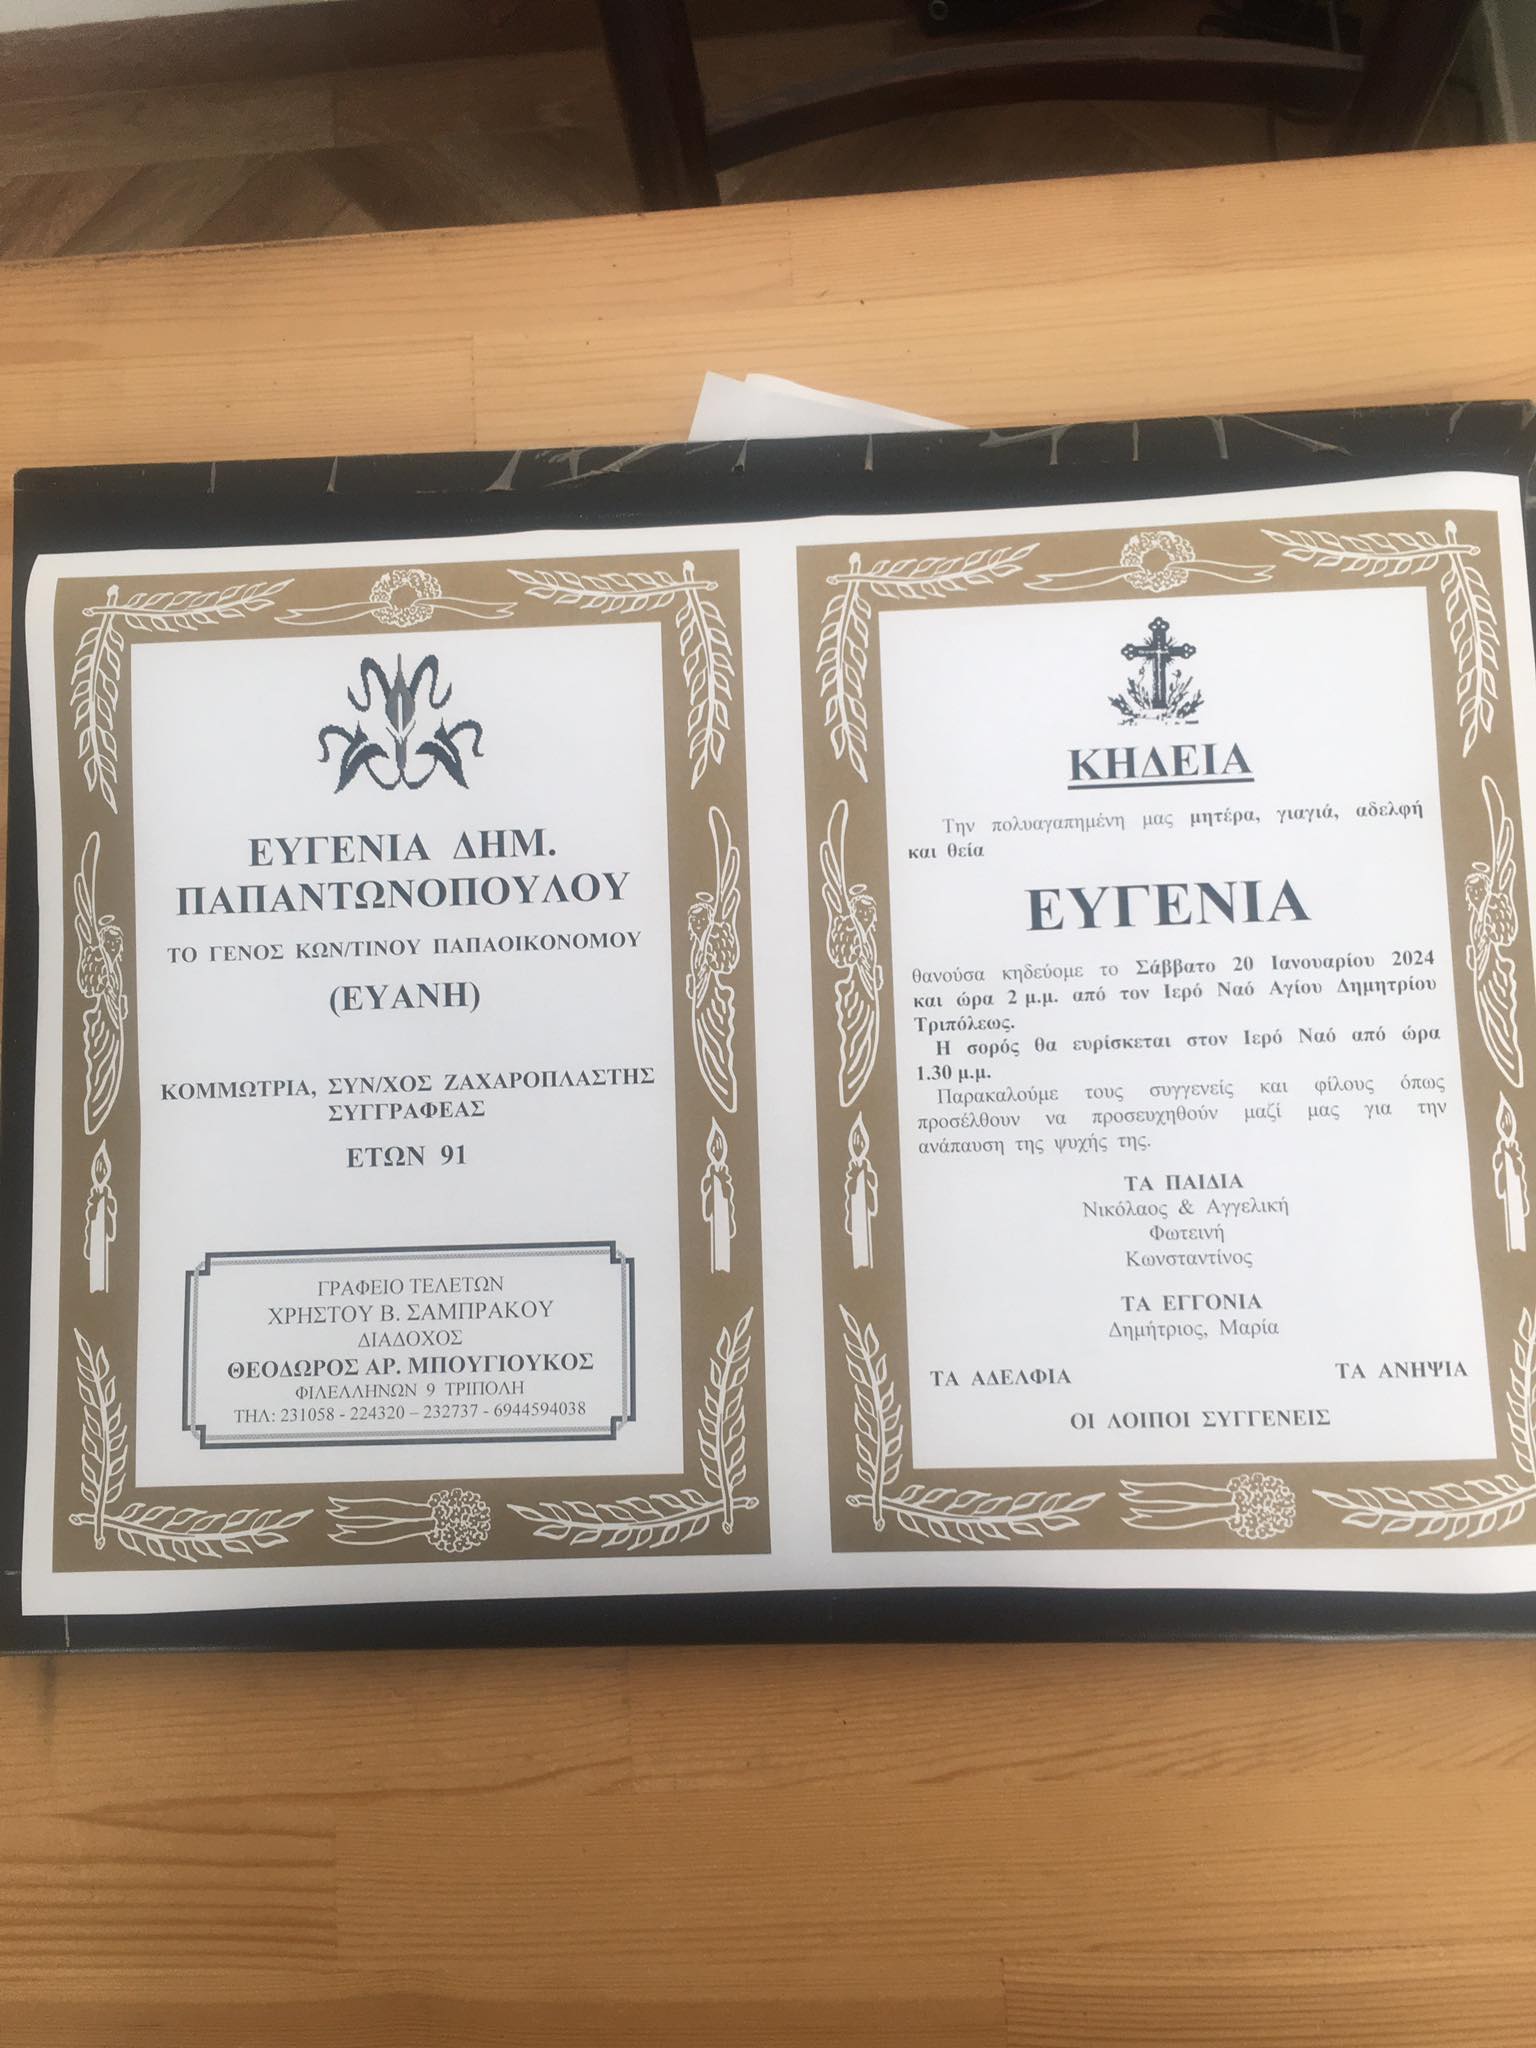 ΕΥΓΕΝΙΑ ΔΗΜ.
ΠΑΠΑΝΤΩΝΟΠΟΥΛΟΥ
ΤΟ ΓΕΝΟΣ ΚΩΝ/ΤΙΝΟΥ ΠΑΠΑΟΙΚΟΝΟΜΟΥ
(ΕΥΑΝΗ)
ΚΟΜΜΩΤΡΙΑ, ΣΥΝ/ΧΟΣ ΖΑΧΑΡΟΠΛΑΣΤΗΣ
ΣΥΓΓΡΑΦΕΑΣ
ΕΤΩΝ 91
ΓΡΑΦΕΙΟ ΤΕΛΕΤΩΝ
ΧΡΗΣΤΟΥ Β. ΣΑΜΠΡΑΚΟΥ
ΔΙΑΔΟΧΟΣ
ΘΕΟΔΩΡΟΣ ΑΡ. ΜΠΟΥΓΙΟΥΚΟΣ
ΦΙΛΕΛΛΗΝΩΝ 9 ΤΡΙΠΟΛΗ
ΤΗΛ: 231058 - 224320 – 232737 - 6944594038
ΚΗΔΕΙΑ
Την πολυαγαπημένη μας μητέρα, γιαγιά, αδελφή
και θεία
ΕΥΓΕΝΙΑ
θανούσα κηδεύομε το Σάββατο 20 Ιανουαρίου 2024
και ώρα 2 μ.μ. από τον Ιερό Ναό Αγίου Δημητρίου
Τριπόλεως.
Η σορός θα ευρίσκεται στον Ιερό Ναό από ώρα
1.30 μ.μ.
Παρακαλούμε τους συγγενείς και φίλους όπως
προσέλθουν να προσευχηθούν μαζί μας για την
ανάπαυση της ψυχής της.
ΤΑ ΠΑΙΔΙΑ
Νικόλαος & Αγγελική
Φωτεινή
Κωνσταντίνος
ΤΑ ΕΓΓΟΝΙΑ
Δημήτριος, Μαρία
ΤΑ ΑΔΕΛΦΙΑ ΤΑ ΑΝΗΨΙΑ
ΟΙ ΛΟΙΠΟΙ ΣΥΓΓΕΝΕΙΣ